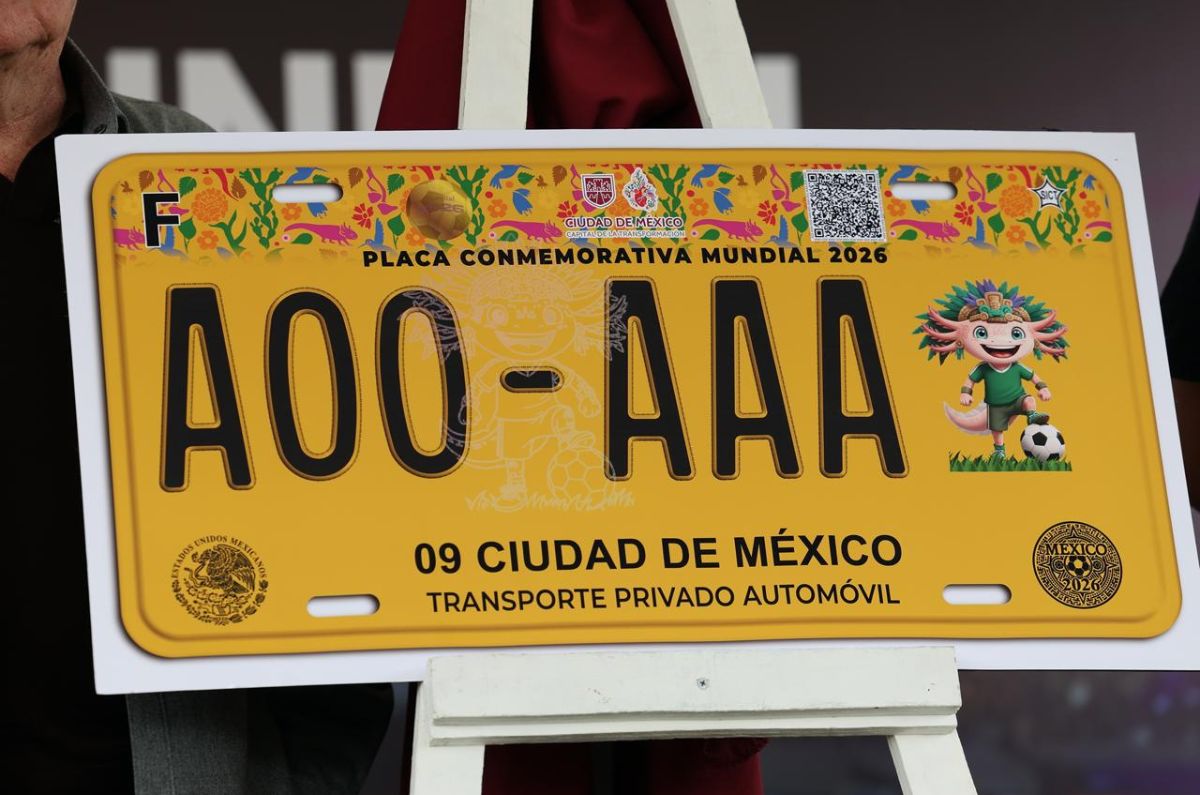 F
CIUDAD DE MÉXICO
CAPITAL DE LA TRANSFORMACIÓN
SICT
PLACA CONMEMORATIVA MUNDIAL 2026
A00-AAA
ESTADOS UNIDOS MEXICANOS
09 CIUDAD DE MÉXICO
TRANSPORTE PRIVADO AUTOMÓVIL
MÉXICO
2026